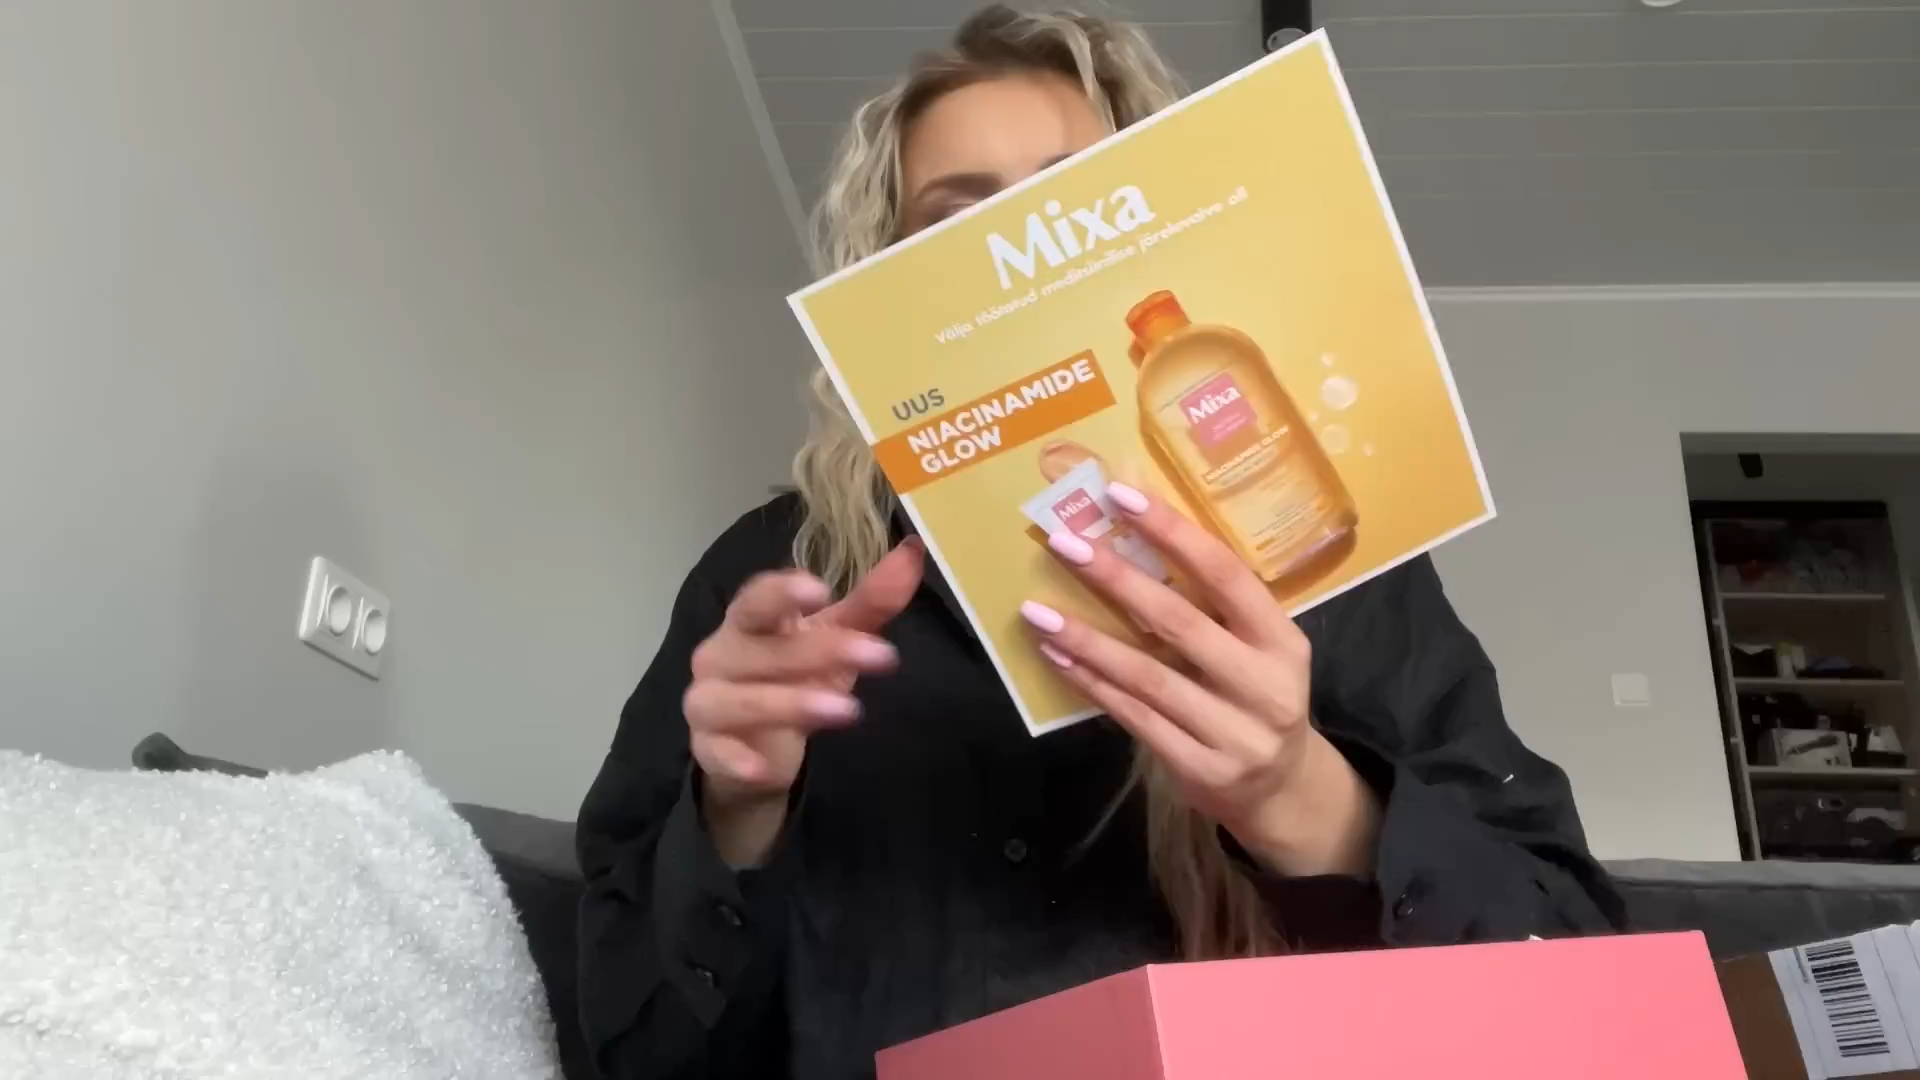 Mixa
Välja töötatud meditsiinilise järelevalve all
UUS
NIACINAMIDE
GLOW
Mixa
NIACINAMIDE GLOW
Mixa